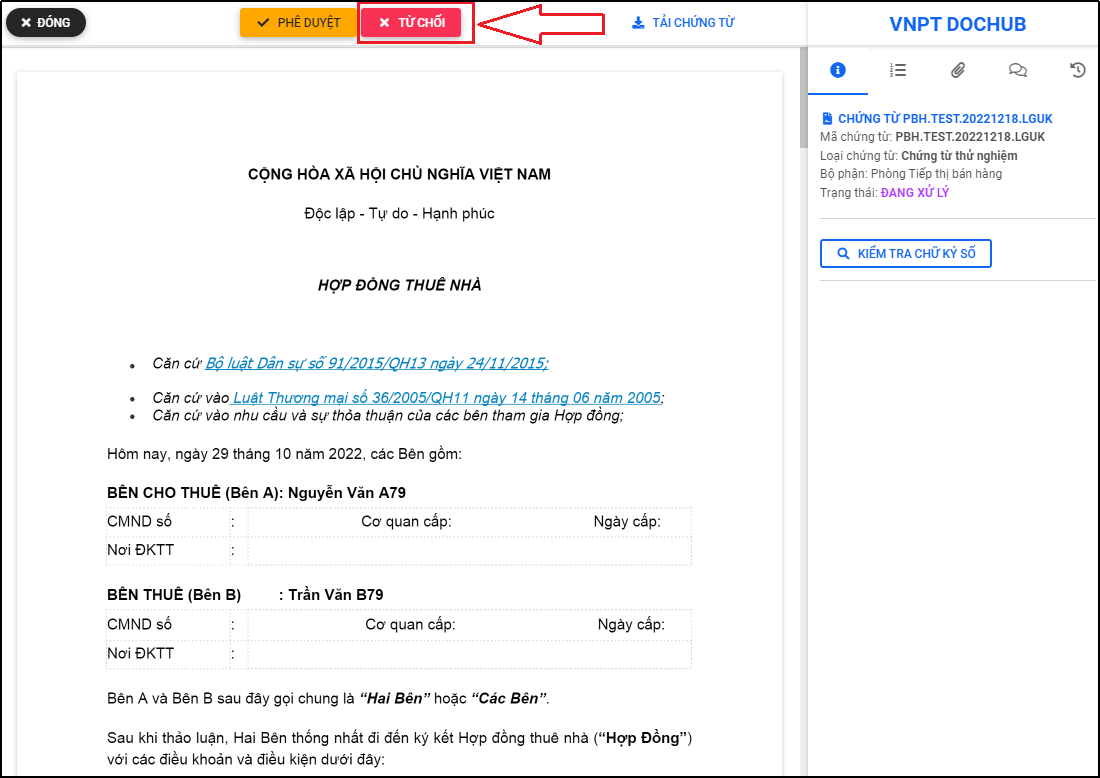 ĐÓNG
PHÊ DUYỆT
TỪ CHỐI
TẢI CHỨNG TỪ
VNPT DOCHUB
CHỨNG TỪ PBH.TEST.20221218.LGUK
Mã chứng từ: PBH.TEST.20221218.LGUK
Loại chứng từ: Chứng từ thử nghiệm
Bộ phận: Phòng Tiếp thị bán hàng
Trạng thái: ĐANG XỬ LÝ
KIỂM TRA CHỮ KÝ SỐ
CỘNG HÒA XÃ HỘI CHỦ NGHĨA VIỆT NAM
Độc lập - Tự do - Hạnh phúc
HỢP ĐỒNG THUÊ NHÀ
• Căn cứ Bộ luật Dân sự số 91/2015/QH13 ngày 24/11/2015;
• Căn cứ vào Luật Thương mại số 36/2005/QH11 ngày 14 tháng 06 năm 2005;
• Căn cứ vào nhu cầu và sự thỏa thuận của các bên tham gia Hợp đồng;
Hôm nay, ngày 29 tháng 10 năm 2022, các Bên gồm:
BÊN CHO THUÊ (Bên A): Nguyễn Văn A79
CMND số : Cơ quan cấp: Ngày cấp:
Nơi ĐKTT :
BÊN THUÊ (Bên B) : Trần Văn B79
CMND số : Cơ quan cấp: Ngày cấp:
Nơi ĐKTT :
Bên A và Bên B sau đây gọi chung là “Hai Bên” hoặc “Các Bên”.
Sau khi thảo luận, Hai Bên thống nhất đi đến ký kết Hợp đồng thuê nhà (“Hợp Đồng”)
với các điều khoản và điều kiện dưới đây: